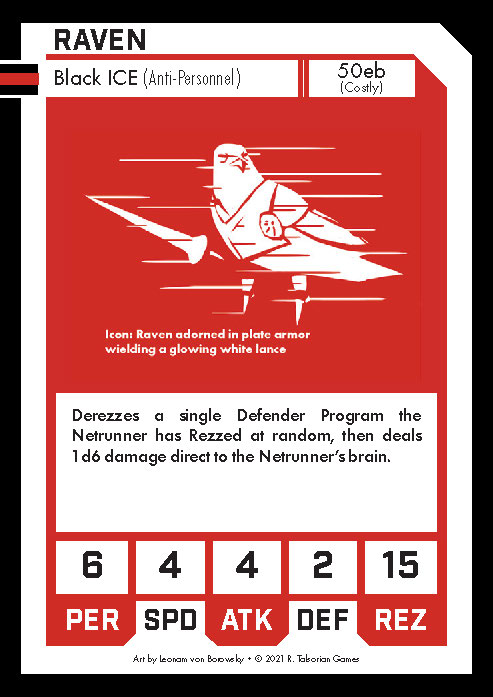 RAVEN
Black ICE (Anti-Personnel)
50eb
(Costly)
Icon: Raven adorned in plate armor
wielding a glowing white lance
Derezzes a single Defender Program the
Netrunner has Rezzed at random, then deals
1d6 damage direct to the Netrunner's brain.
6 4 4 2 15
PER SPD ATK DEF REZ
Art by Leonam von Borowsky • © 2021 R. Talsorian Games